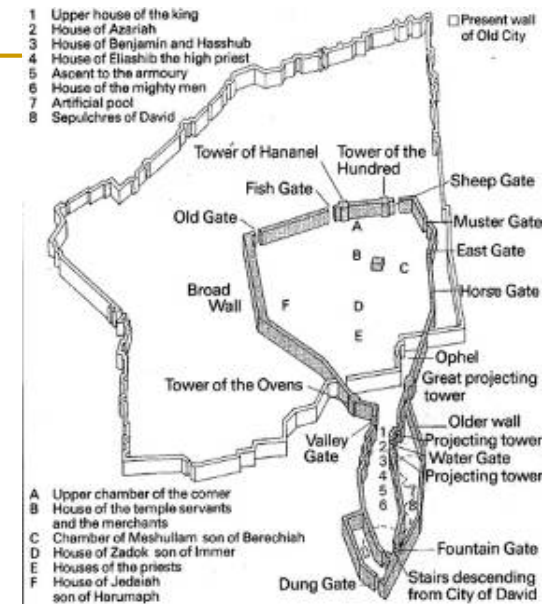 1 Upper house of the king
2 House of Azariah
3 House of Benjamin and Hasshub
4 House of Eliashib the high priest
5 Ascent to the armoury
6 House of the mighty men
7 Artificial pool
8 Sepulchres of David
Present wall
of Old City
Tower of Hananel
Tower of the
Hundred
Fish Gate
Sheep Gate
Old Gate
Muster Gate
A
East Gate
B
C
Horse Gate
Broad
Wall
F
D
E
Ophel
Tower of the Ovens
Great projecting
tower
Older wall
Valley
Gate
Projecting tower
Water Gate
Projecting tower
1
2
3
4
5
6
7
8
A Upper chamber of the corner
B House of the temple servants
and the merchants
C Chamber of Meshullam son of Berechiah
D House of Zadok son of Immer
E Houses of the priests
F House of Jedaiah
son of Harumaph
Fountain Gate
Dung Gate
Stairs descending
from City of David